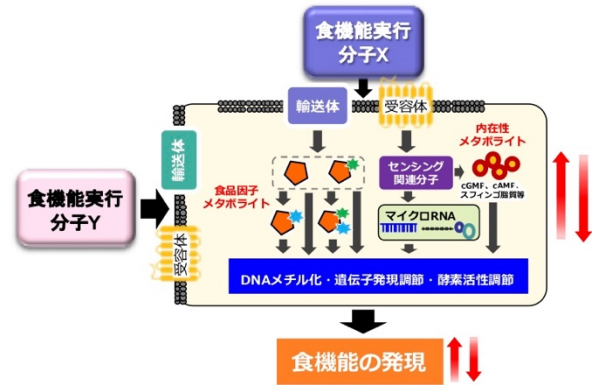 食機能実行
分子X
輸送体
受容体
内在性
メタボライト
輸送体
センシング
関連分子
cGMF、cAMF、
スフィンゴ脂質等
食品因子
メタボライト
食機能実行
分子Y
マイクロRNA
受容体
DNAメチル化・遺伝子発現調節・酵素活性調節
食機能の発現